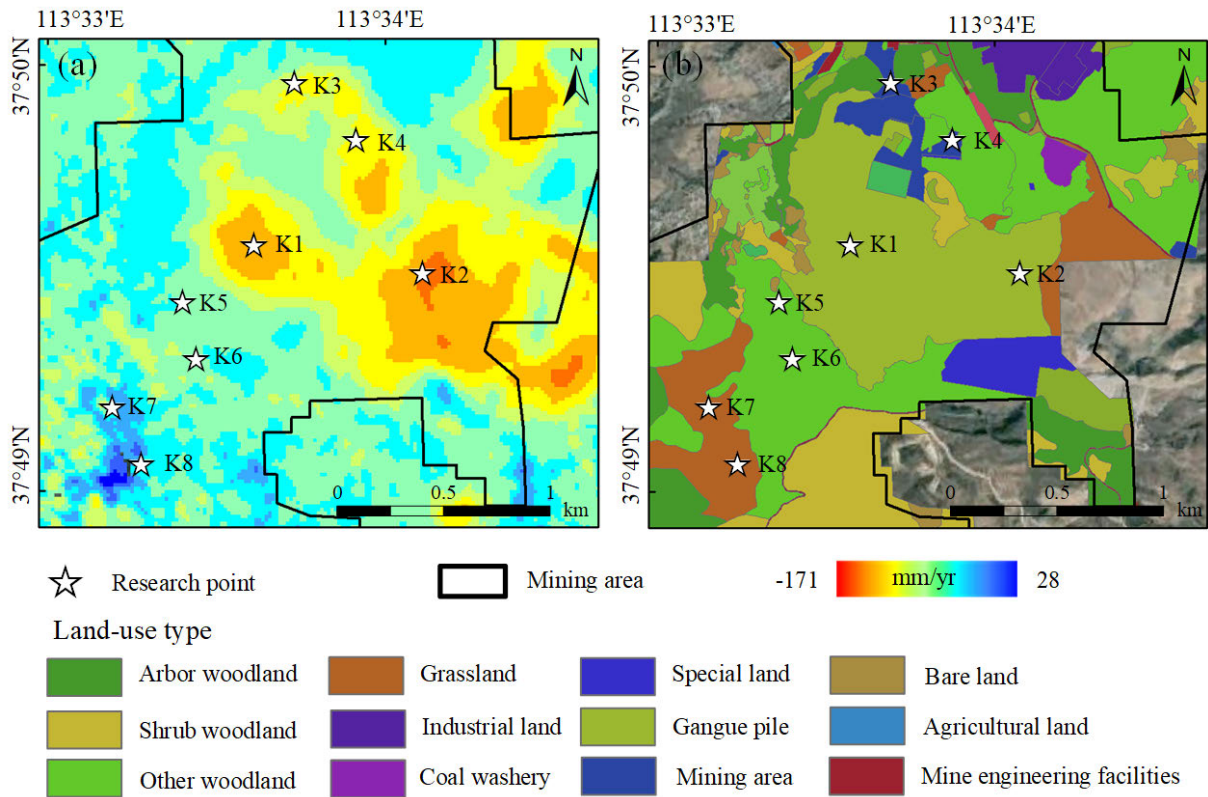 113°33'E 113°34'E 113°33'E 113°34'E
(a) N (b) N
37°50'N 37°50'N
K3 K3
K4 K4
K1 K1
K2 K2
K5 K5
K6 K6
K7 K7
K8 K8
37°49'N 37°49'N
0 0.5 1 0 0.5 1
km km
Research point Mining area -171 mm/yr 28
Land-use type
Arbor woodland Grassland Special land Bare land
Shrub woodland Industrial land Gangue pile Agricultural land
Other woodland Coal washery Mining area Mine engineering facilities